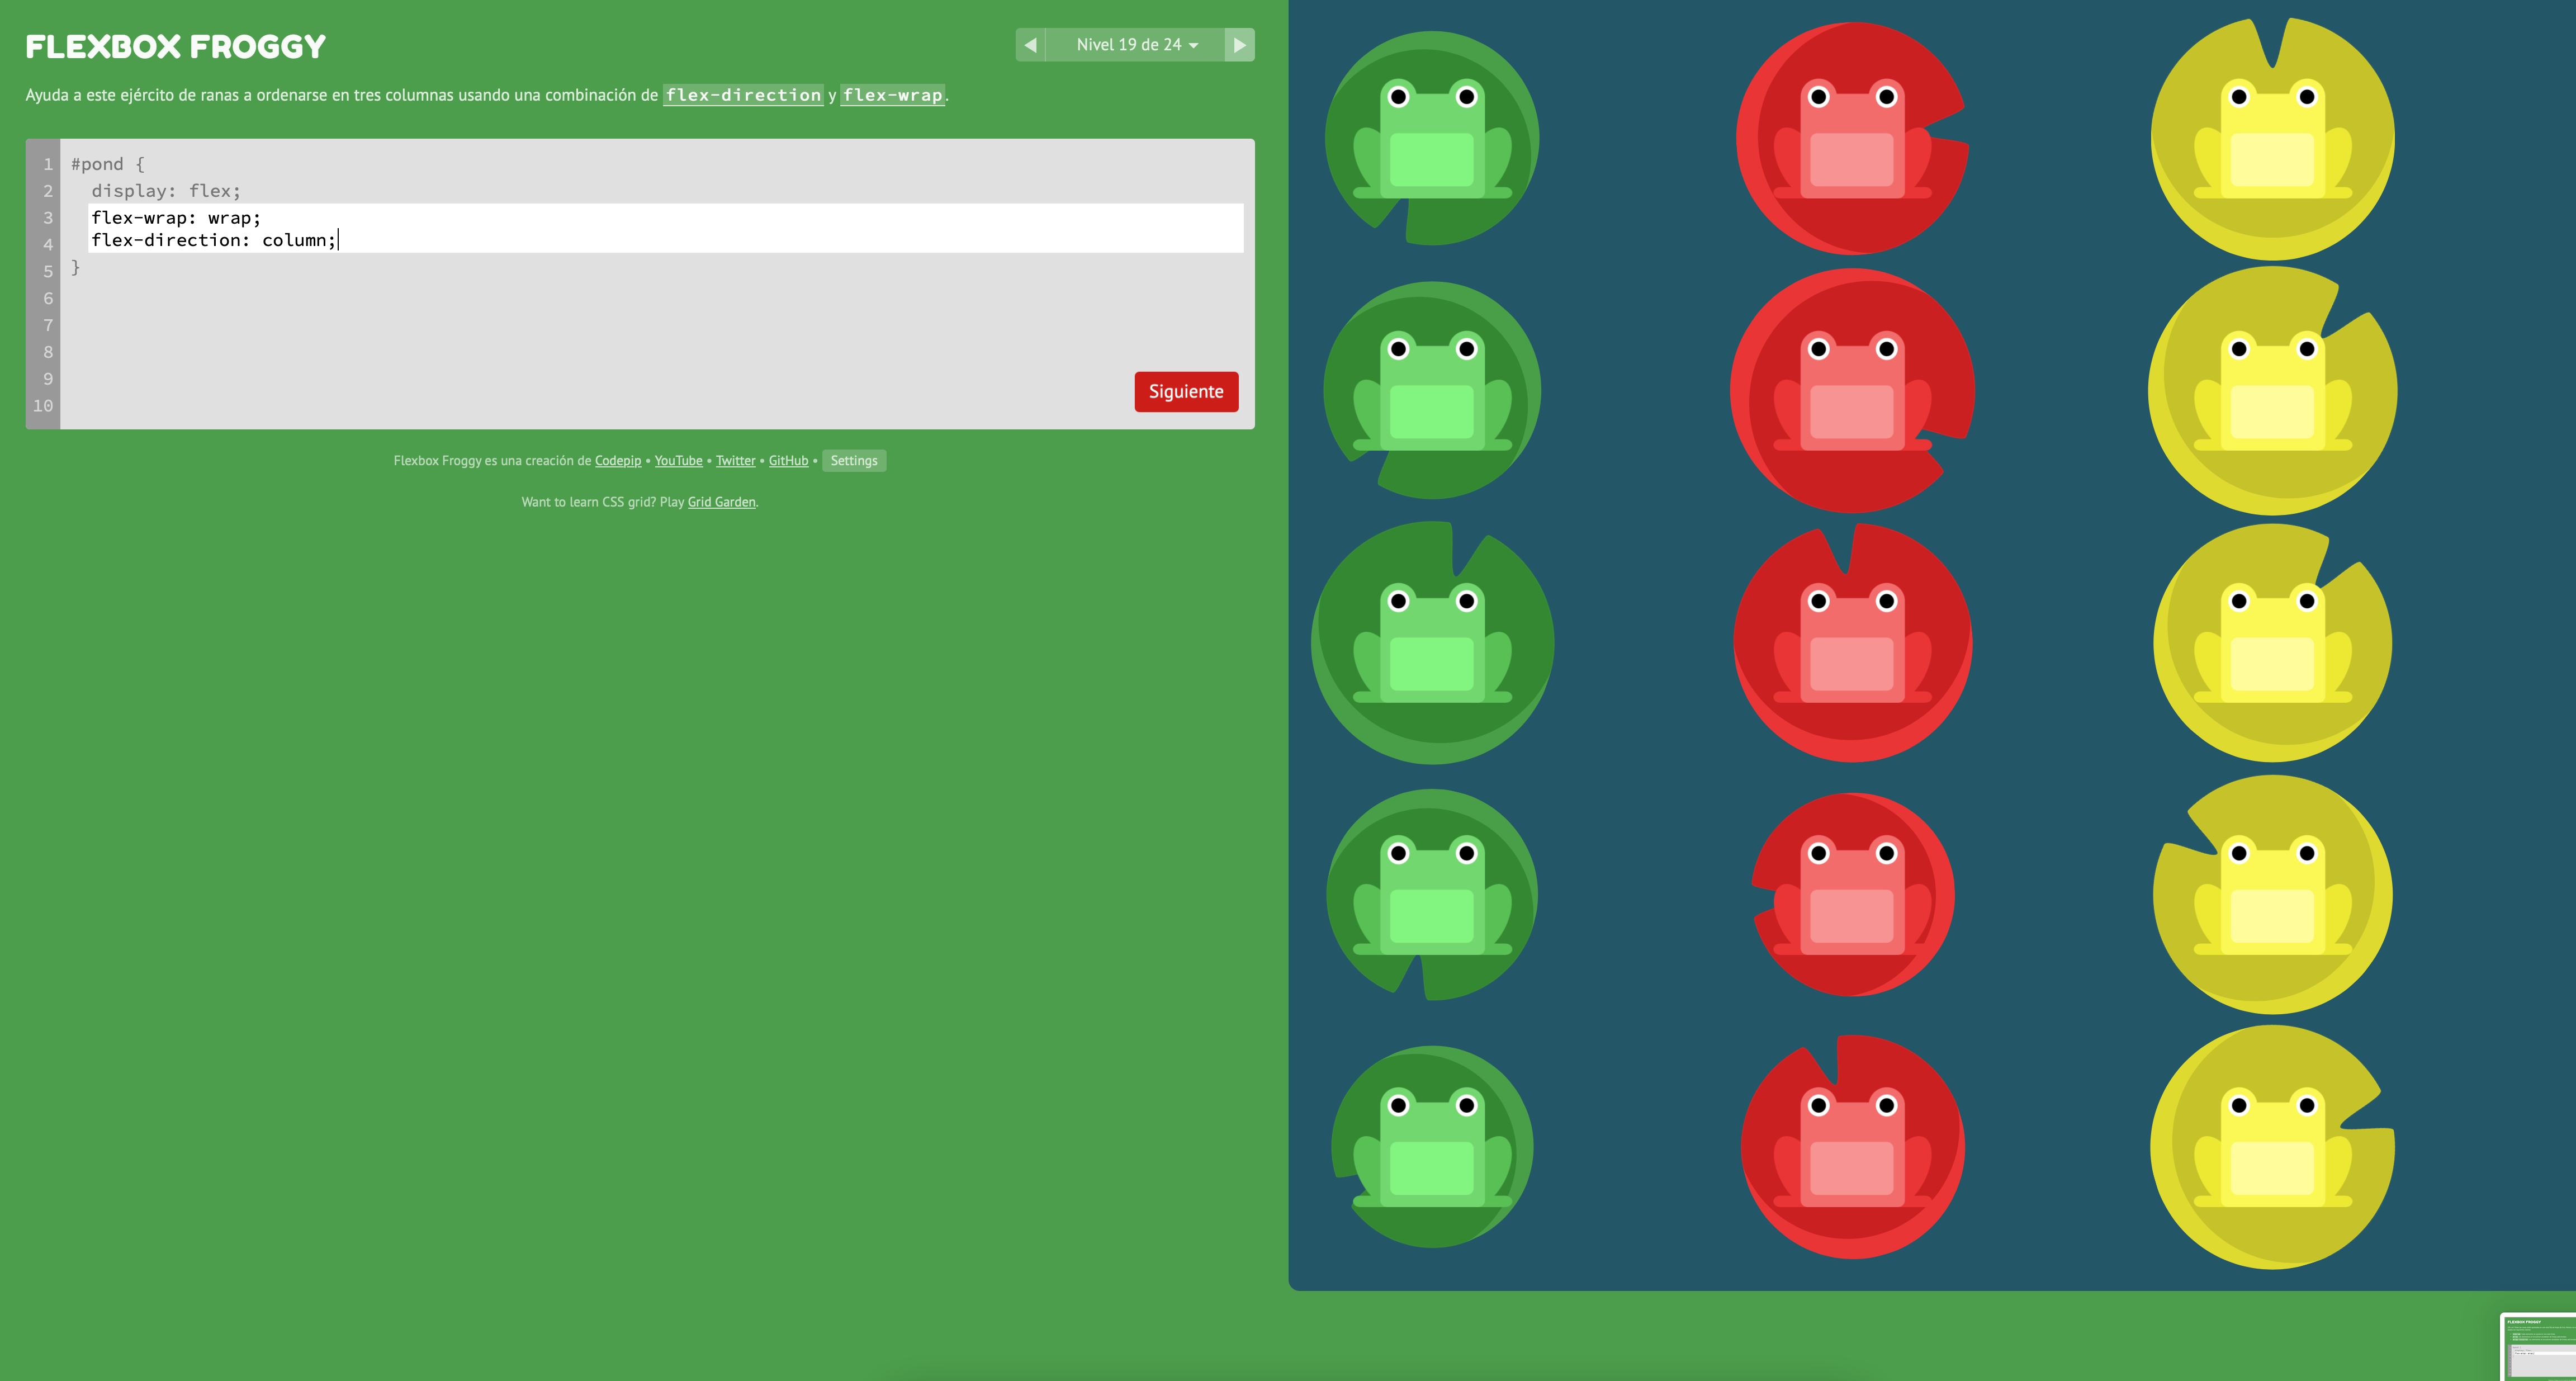 FLEXBOX FROGGY
Nivel 19 de 24
Ayuda a este ejército de ranas a ordenarse en tres columnas usando una combinación de flex-direction y flex-wrap.
1 #pond {
2 display: flex;
3 flex-wrap: wrap;
4 flex-direction: column;
5 }
6
7
8
9
10
Siguiente
Flexbox Froggy es una creación de Codepip • YouTube • Twitter • GitHub • Settings
Want to learn CSS grid? Play Grid Garden.
FLEXBOX FROGGY